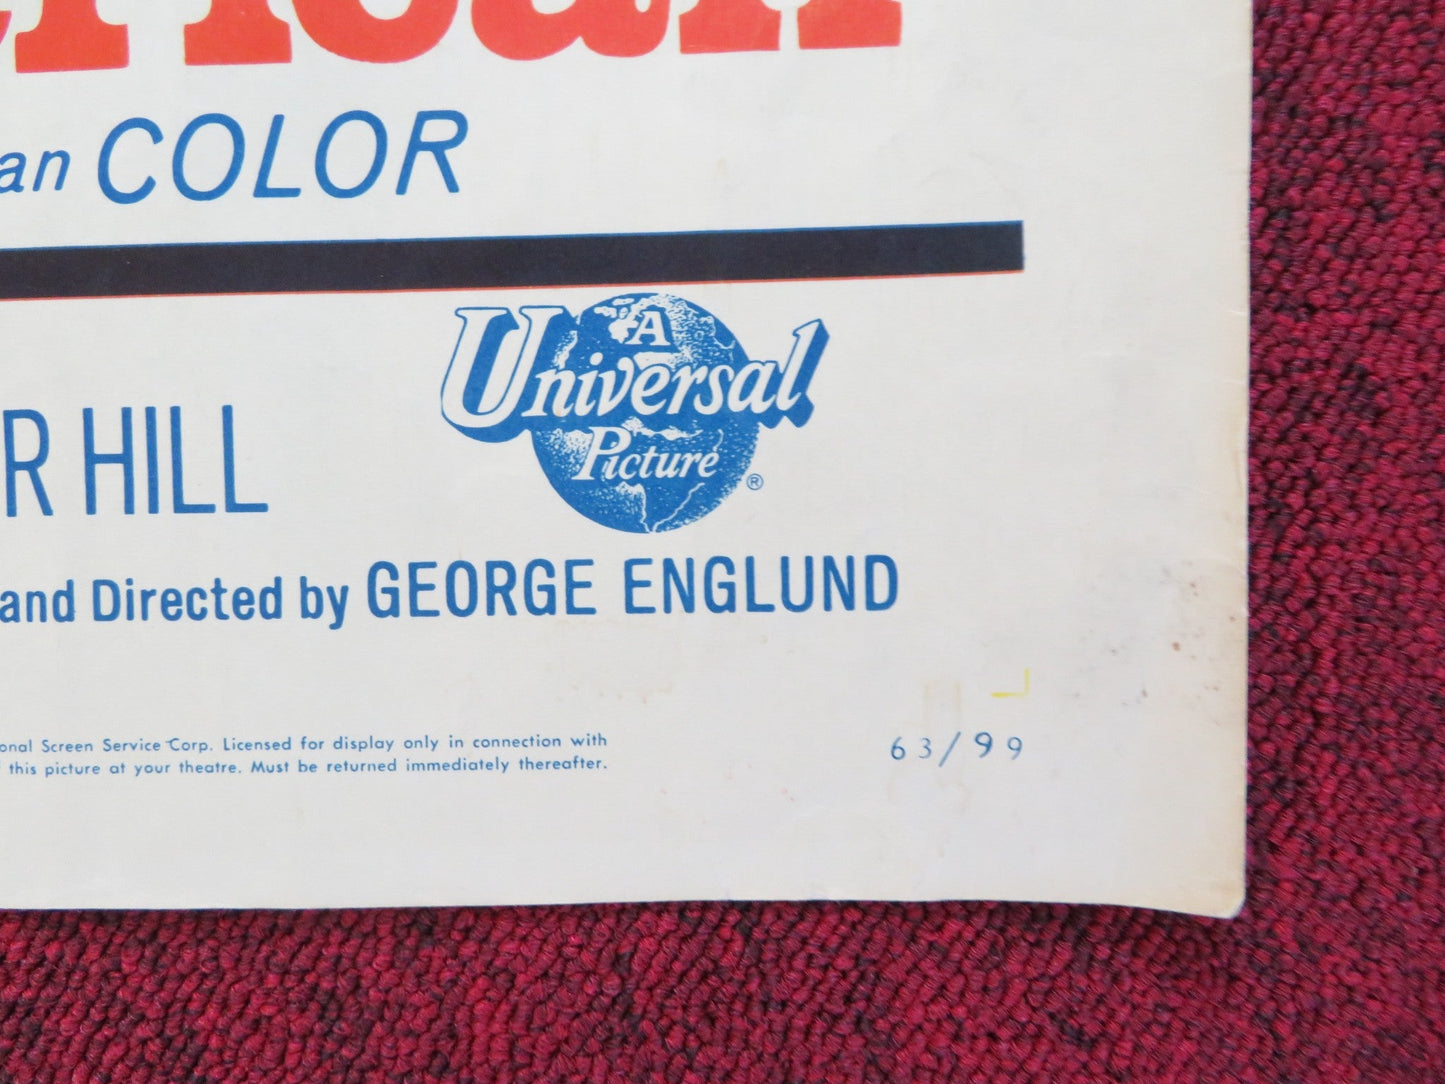 erican
an COLOR
A
Universal
Picture
®
R HILL
and Directed by GEORGE ENGLUND
onal Screen Service Corp. Licensed for display only in connection with
this picture at your theatre. Must be returned immediately thereafter.
63/99